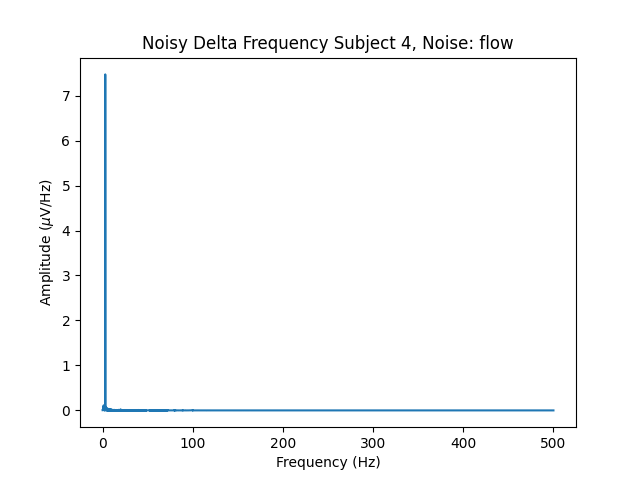 Noisy Delta Frequency Subject 4, Noise: flow
7
6
5
4
3
2
1
0
Amplitude (μV/Hz)
0 100 200 300 400 500
Frequency (Hz)